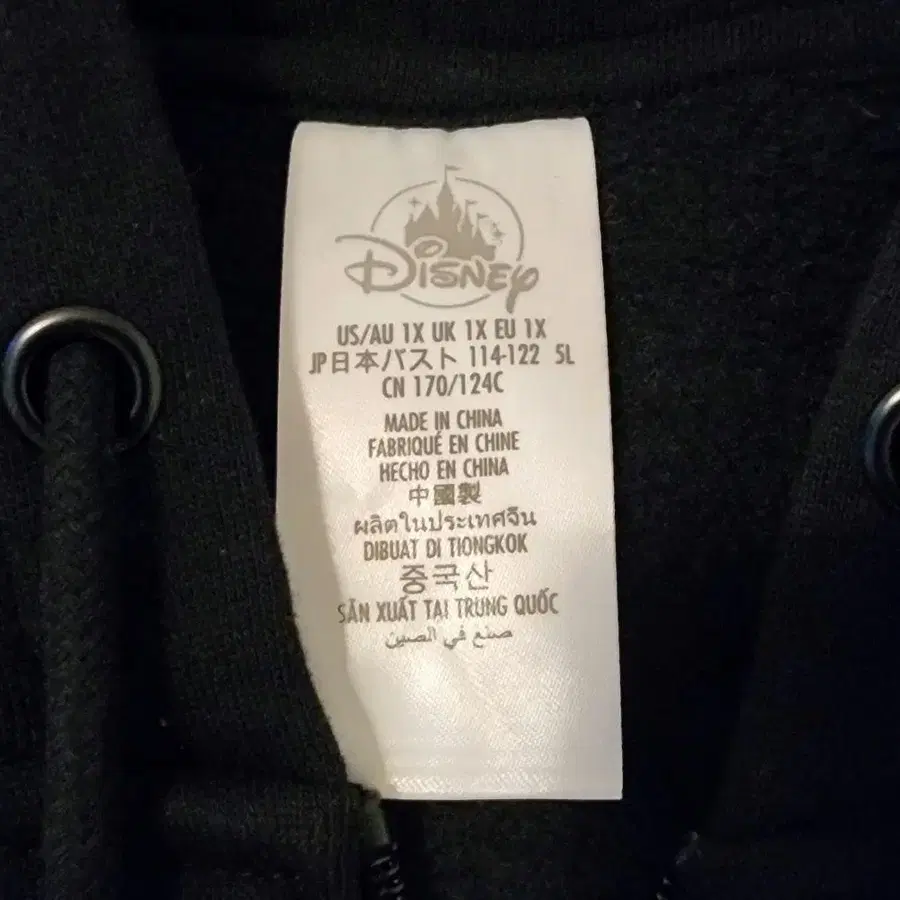 Disney
US/AU 1X UK 1X EU 1X
JP日本バスト 114-122 5L
CN 170/124C
MADE IN CHINA
FABRIQUÉ EN CHINE
HECHO EN CHINA
中國製
ผลิตในประเทศจีน
DIBUAT DI TIONGKOK
중국산
SẢN XUẤT TẠI TRUNG QUỐC
صنع في الصين